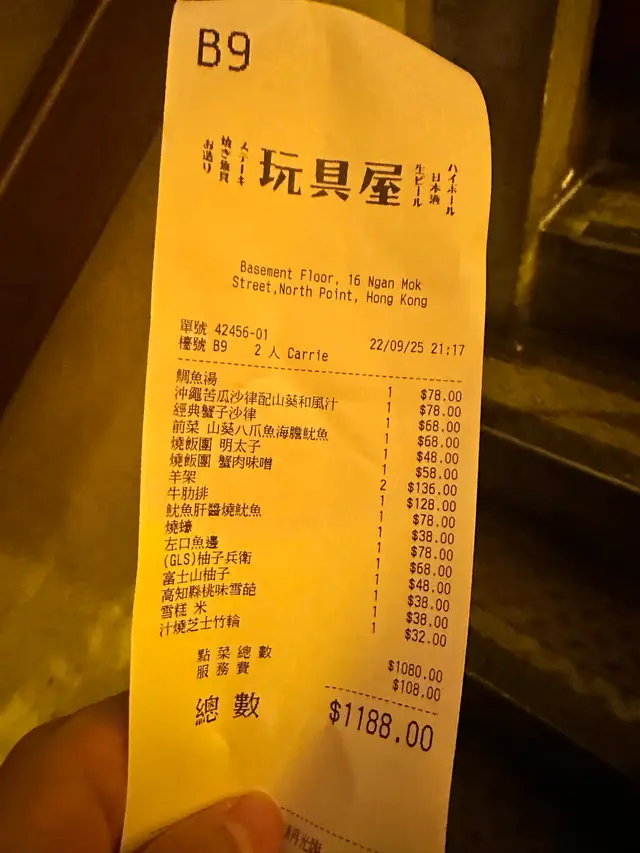 B9
お造り
焼き魚貝
ステーキ
玩具屋
生ビール
日本酒
ハイボール
Basement Floor, 16 Ngan Mok
Street,North Point, Hong Kong
單號 42456-01
檯號 B9 2 人 Carrie 22/09/25 21:17
鯛魚湯 1 $78.00
沖繩苦瓜沙律配山葵和風汁 1 $78.00
經典蟹子沙律 1 $68.00
前菜 山葵八爪魚海膽魷魚 1 $68.00
燒飯團 明太子 1 $48.00
燒飯團 蟹肉味噌 1 $58.00
羊架 2 $136.00
牛肋排 1 $128.00
魷魚肝醬燒魷魚 1 $78.00
燒蠔 1 $38.00
左口魚邊 1 $78.00
(GLS)柚子兵衛 1 $68.00
富士山柚子 1 $48.00
高知縣桃味雪葩 1 $38.00
雪糕 米 1 $38.00
汁燒芝士竹輪 1 $32.00
點菜總數 $1080.00
服務費 $108.00
總數 $1188.00
再光臨